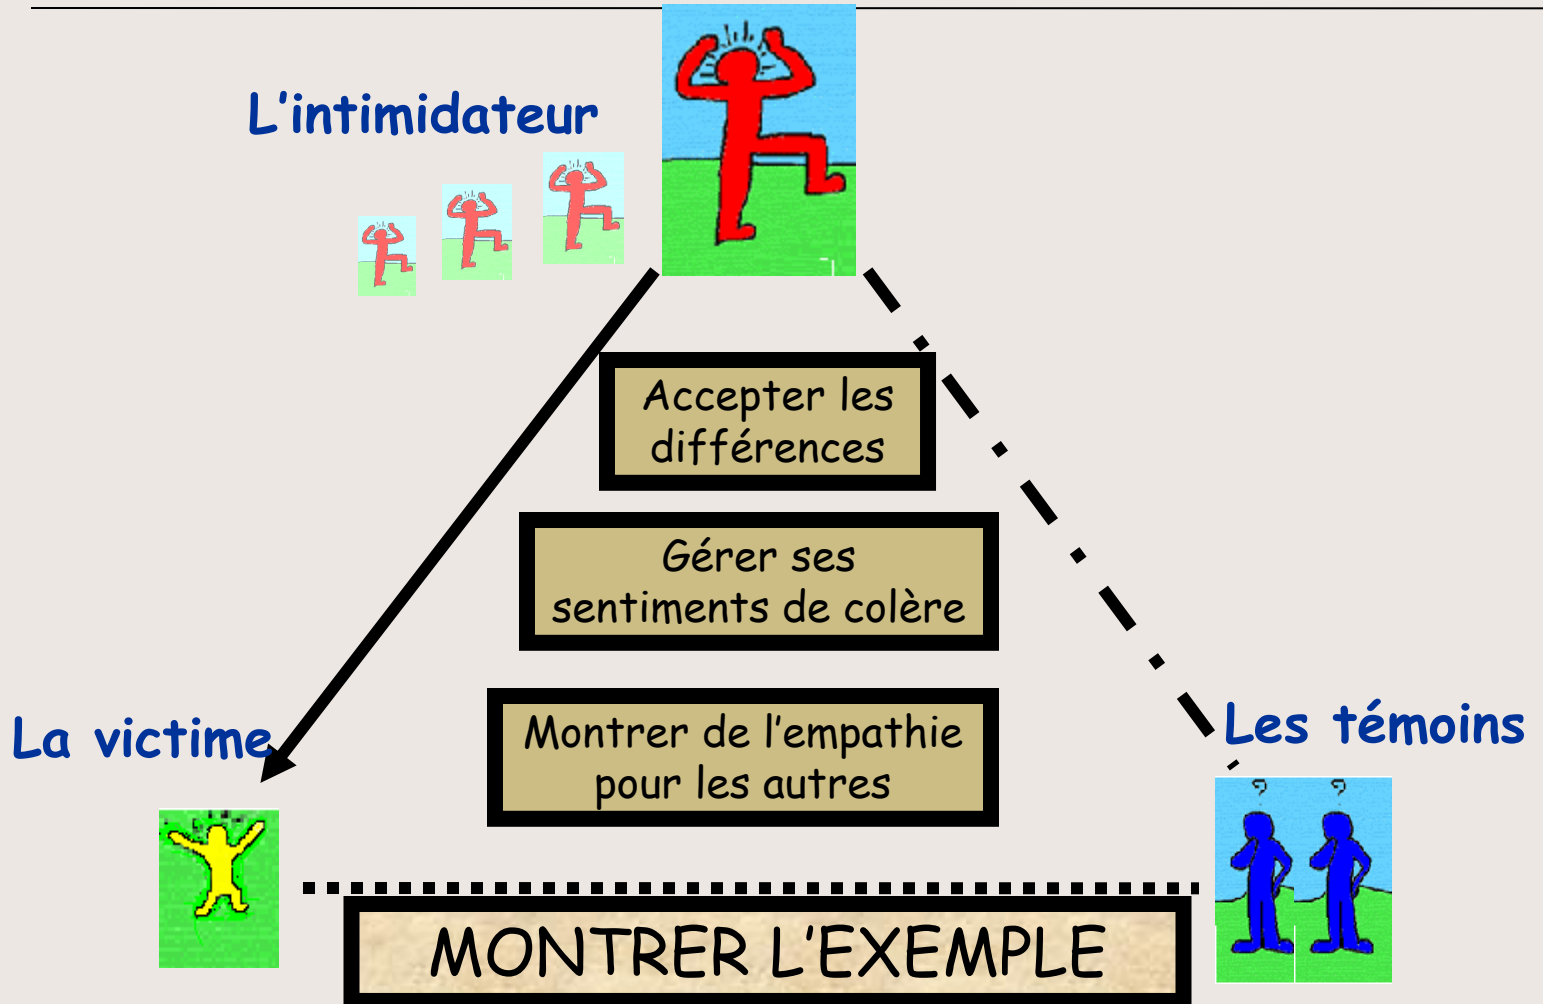 L’intimidateur
Accepter les
différences
Gérer ses
sentiments de colère
La victime
Les témoins
Montrer de l’empathie
pour les autres
MONTRER L’EXEMPLE